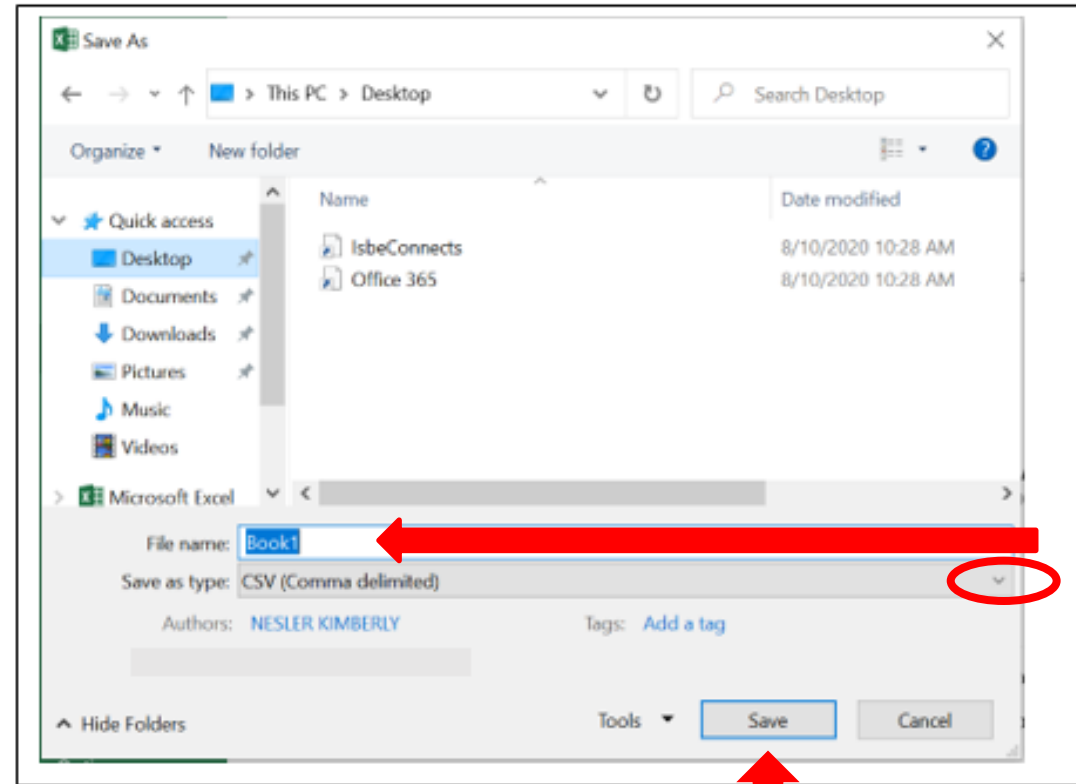 Save As
This PC > Desktop
Search Desktop
Organize
New folder
Name
Date modified
Quick access
Desktop
Documents
Downloads
Pictures
Music
Videos
Microsoft Excel
IsbeConnects 8/10/2020 10:28 AM
Office 365 8/10/2020 10:28 AM
File name: Book1
Save as type: CSV (Comma delimited)
Authors: NESLER KIMBERLY Tags: Add a tag
Hide Folders
Tools Save Cancel